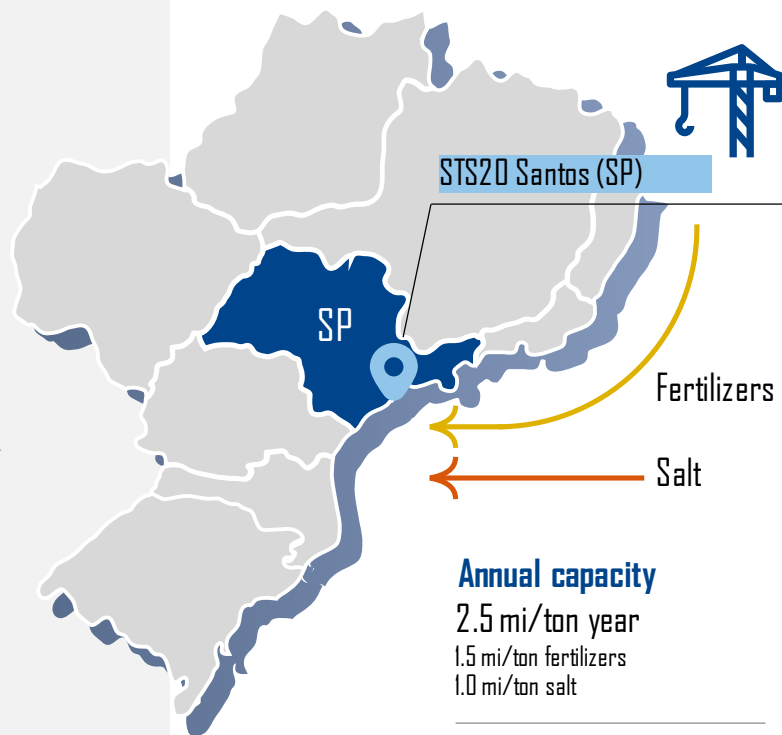 STS20 Santos (SP)
SP
Fertilizers
Salt
Annual capacity
2.5 mi/ton year
1.5 mi/ton fertilizers
1.0 mi/ton salt